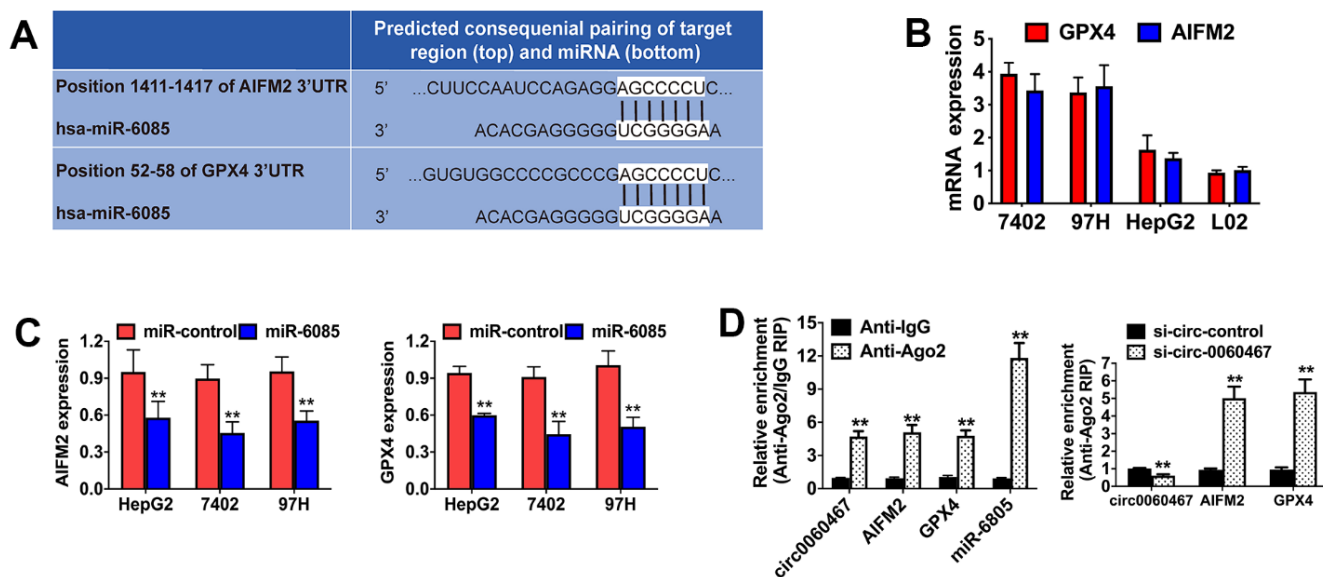 A
Predicted consequenial pairing of target
region (top) and miRNA (bottom)
Position 1411-1417 of AIFM2 3'UTR 5' ...CUUCCAAUCCAGAGGAGCCCCUC...
hsa-miR-6085 3' ACACGAGGGGGUCGGGGAA
Position 52-58 of GPX4 3'UTR 5' ...GUGUGGCCCCGCCCGAGCCCCUC...
hsa-miR-6085 3' ACACGAGGGGGUCGGGGAA
B
GPX4 AIFM2
mRNA expression
5
4
3
2
1
0
7402 97H HepG2 L02
C
miR-control miR-6085
AIFM2 expression
1.2
0.9
0.6
0.3
0.0
** ** **
HepG2 7402 97H
miR-control miR-6085
GPX4 expression
1.2
0.9
0.6
0.3
0.0
** ** **
HepG2 7402 97H
D
Anti-IgG
Anti-Ago2
Relative enrichment
(Anti-Ago2/IgG RIP)
15
12
9
6
3
0
** ** ** **
circ0060467 AIFM2 GPX4 miR-6805
si-circ-control
si-circ-0060467
Relative enrichment
(Anti-Ago2 RIP)
8
7
6
5
4
3
2
1
0
** ** **
circ0060467 AIFM2 GPX4